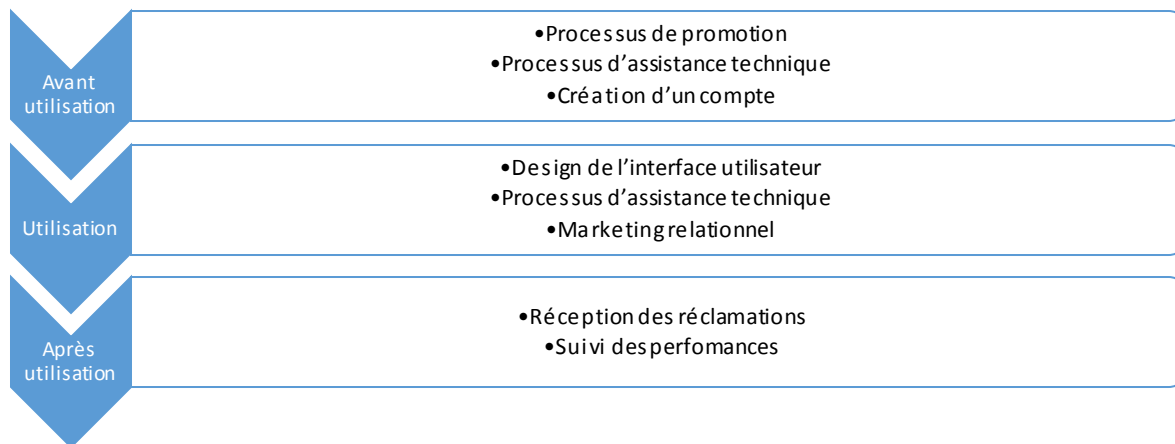 Avant
utilisation
•Processus de promotion
•Processus d’assistance technique
•Création d’un compte
Utilisation
•Design de l’interface utilisateur
•Processus d’assistance technique
•Marketing relationnel
Après
utilisation
•Réception des réclamations
•Suivi des perfomances